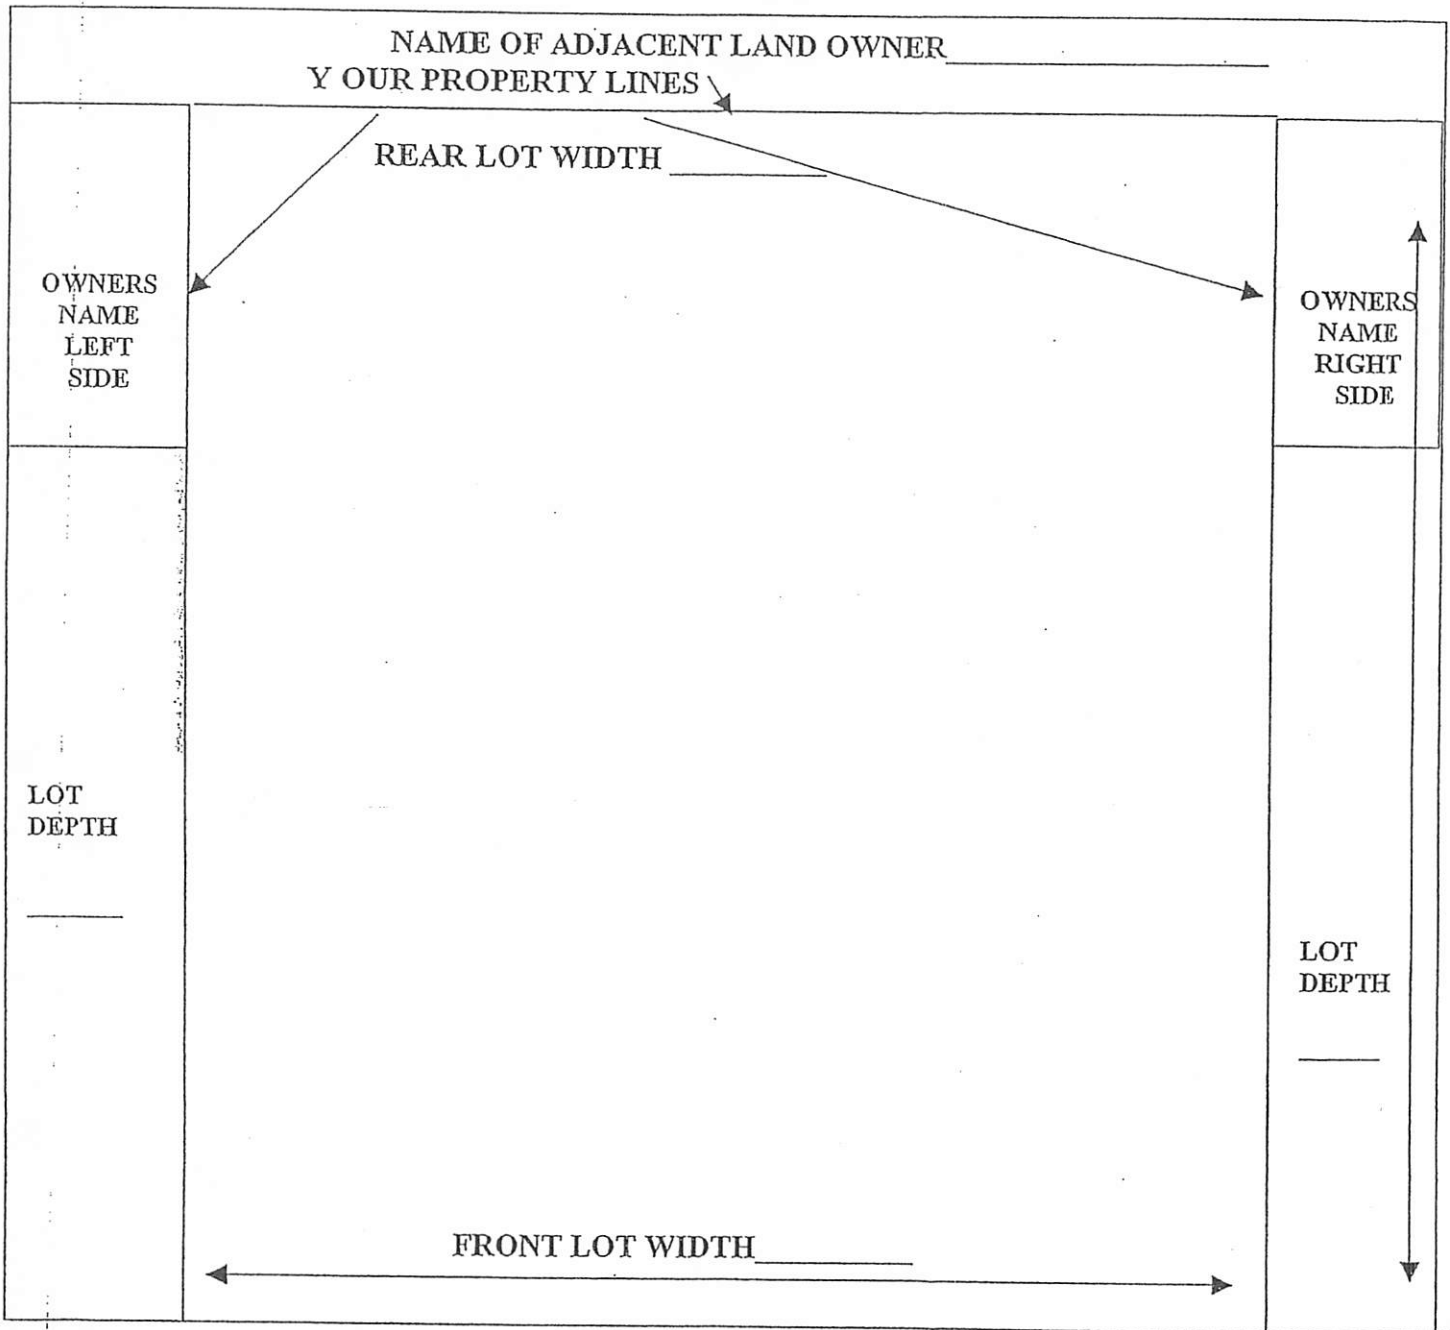 NAME OF ADJACENT LAND OWNER
Y OUR PROPERTY LINES
REAR LOT WIDTH
OWNERS
NAME
LEFT
SIDE
OWNERS
NAME
RIGHT
SIDE
LOT
DEPTH
LOT
DEPTH
FRONT LOT WIDTH